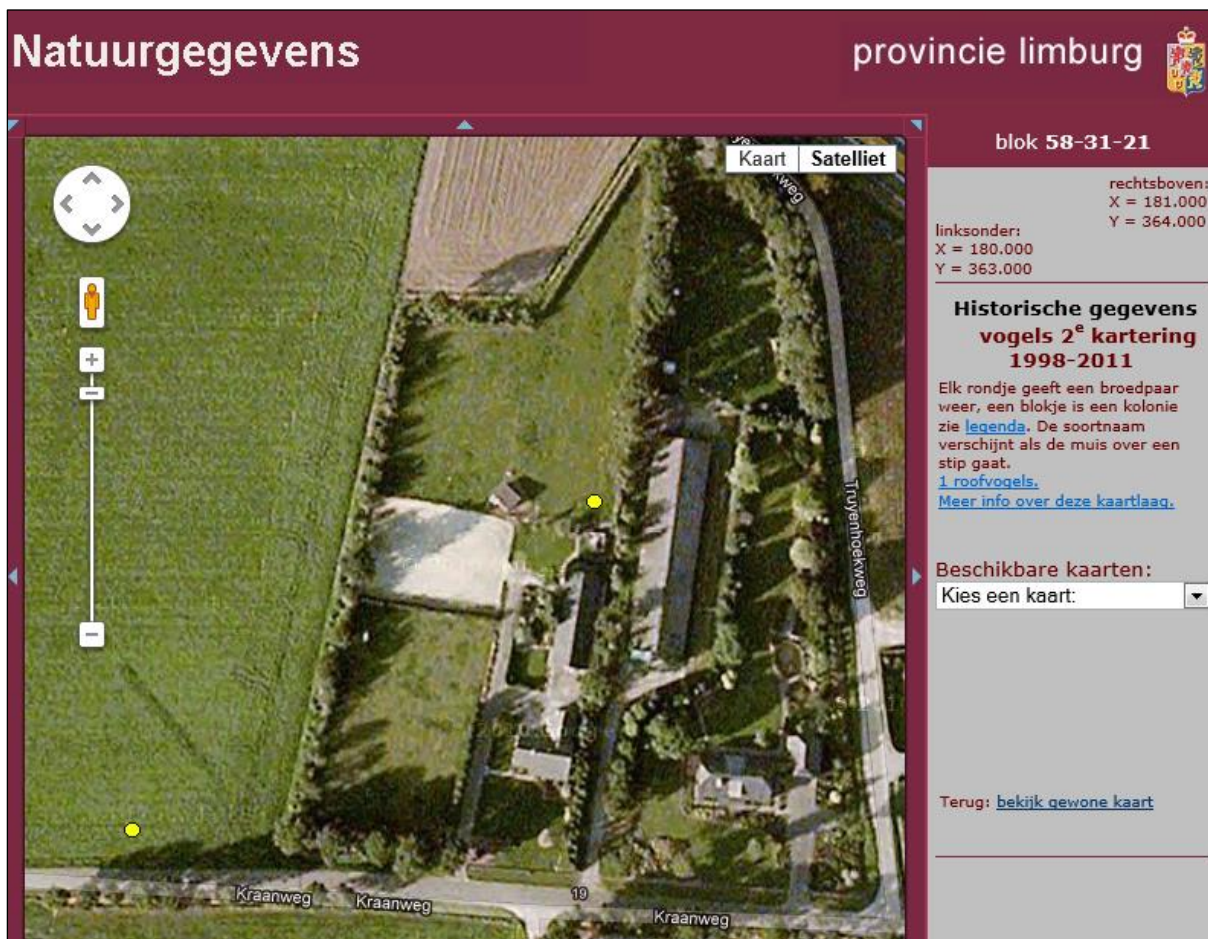 Natuurgegevens
provincie limburg
Kaart
Satelliet
Truyenhoekweg
Kraanweg
Kraanweg
19
Kraanweg
blok 58-31-21
rechtsboven:
X = 181.000
Y = 364.000
linksonder:
X = 180.000
Y = 363.000
Historische gegevens
vogels 2e kartering
1998-2011
Elk rondje geeft een broedpaar
weer, een blokje is een kolonie
zie legenda. De soortnaam
verschijnt als de muis over een
stip gaat.
1 roofvogels.
Meer info over deze kaartlaag.
Beschikbare kaarten:
Kies een kaart:
Terug: bekijk gewone kaart